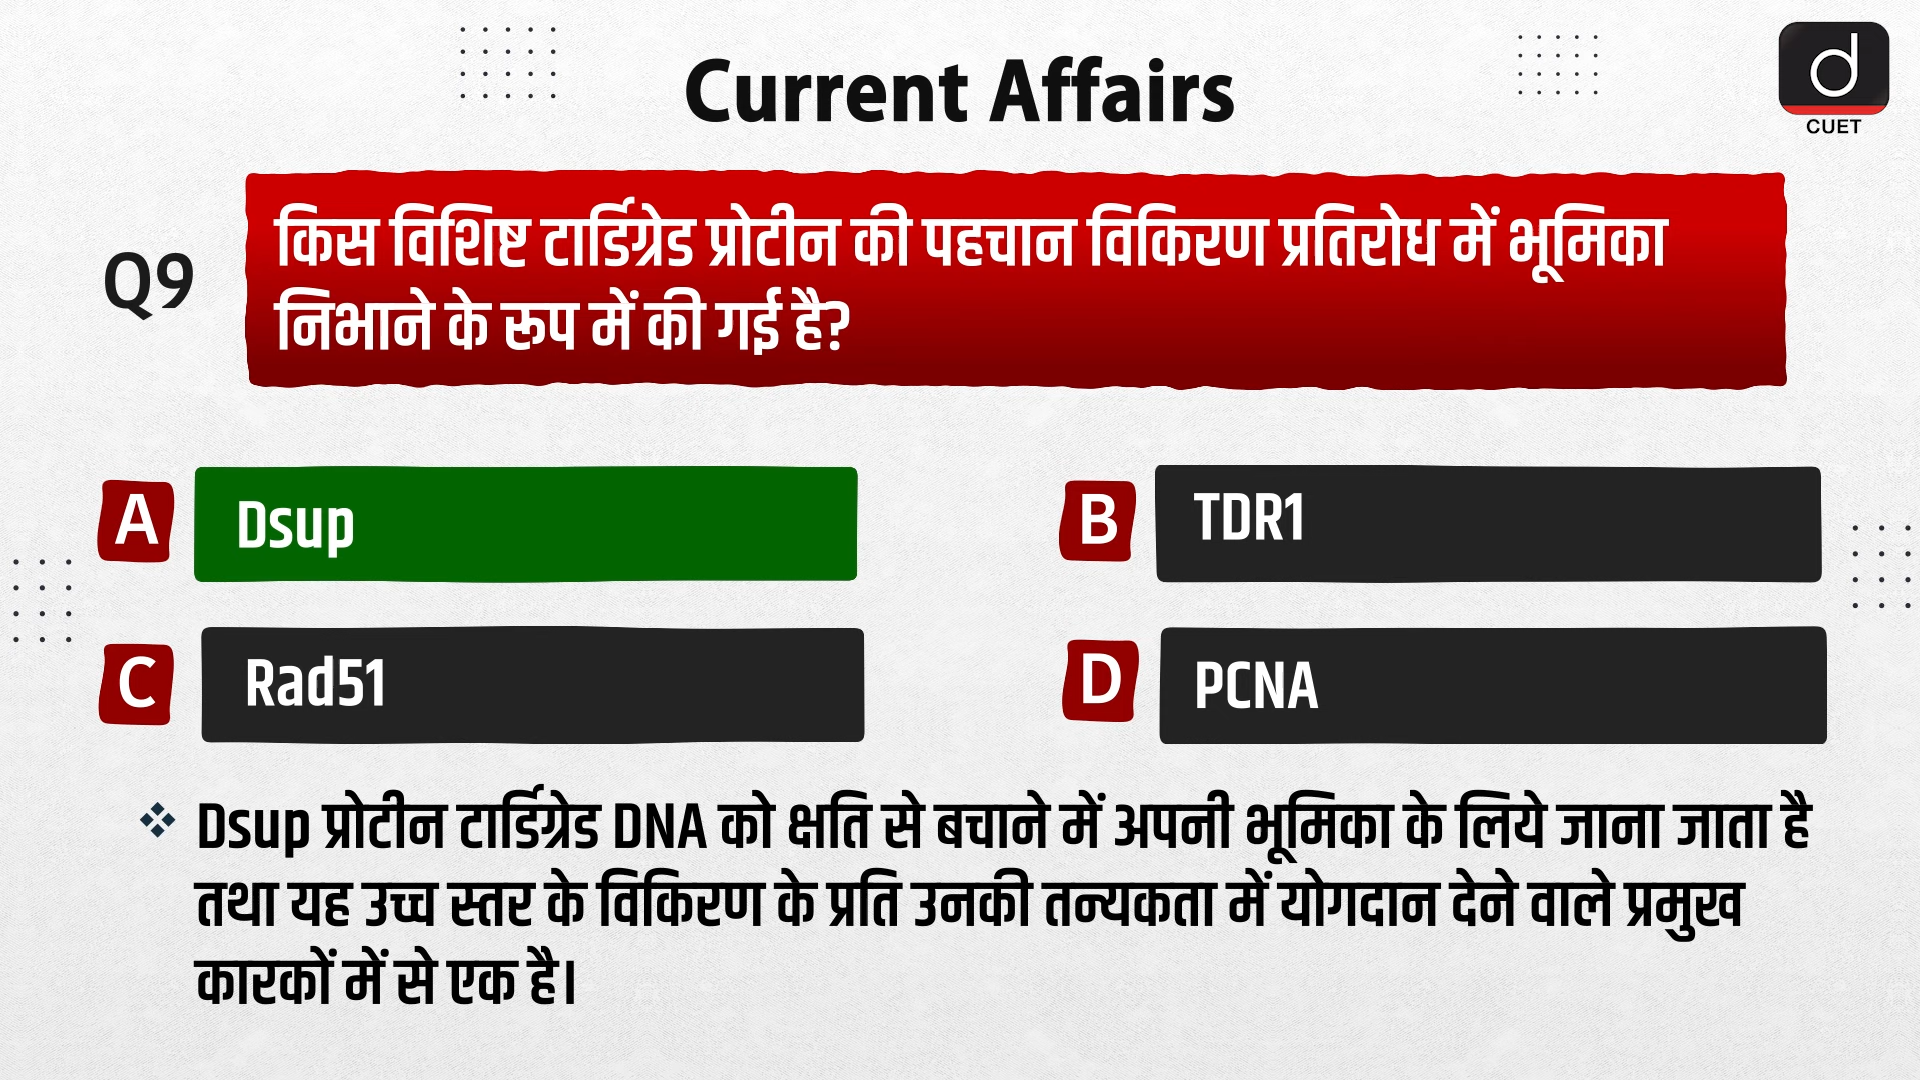 Current Affairs
d
CUET
Q9
किस विशिष्ट टार्डिग्रेड प्रोटीन की पहचान विकिरण प्रतिरोध में भूमिका
निभाने के रूप में की गई है?
A Dsup
B TDR1
C Rad51
D PCNA
❖ Dsup प्रोटीन टार्डिग्रेड DNA को क्षति से बचाने में अपनी भूमिका के लिये जाना जाता है
तथा यह उच्च स्तर के विकिरण के प्रति उनकी तन्यकता में योगदान देने वाले प्रमुख
कारकों में से एक है।